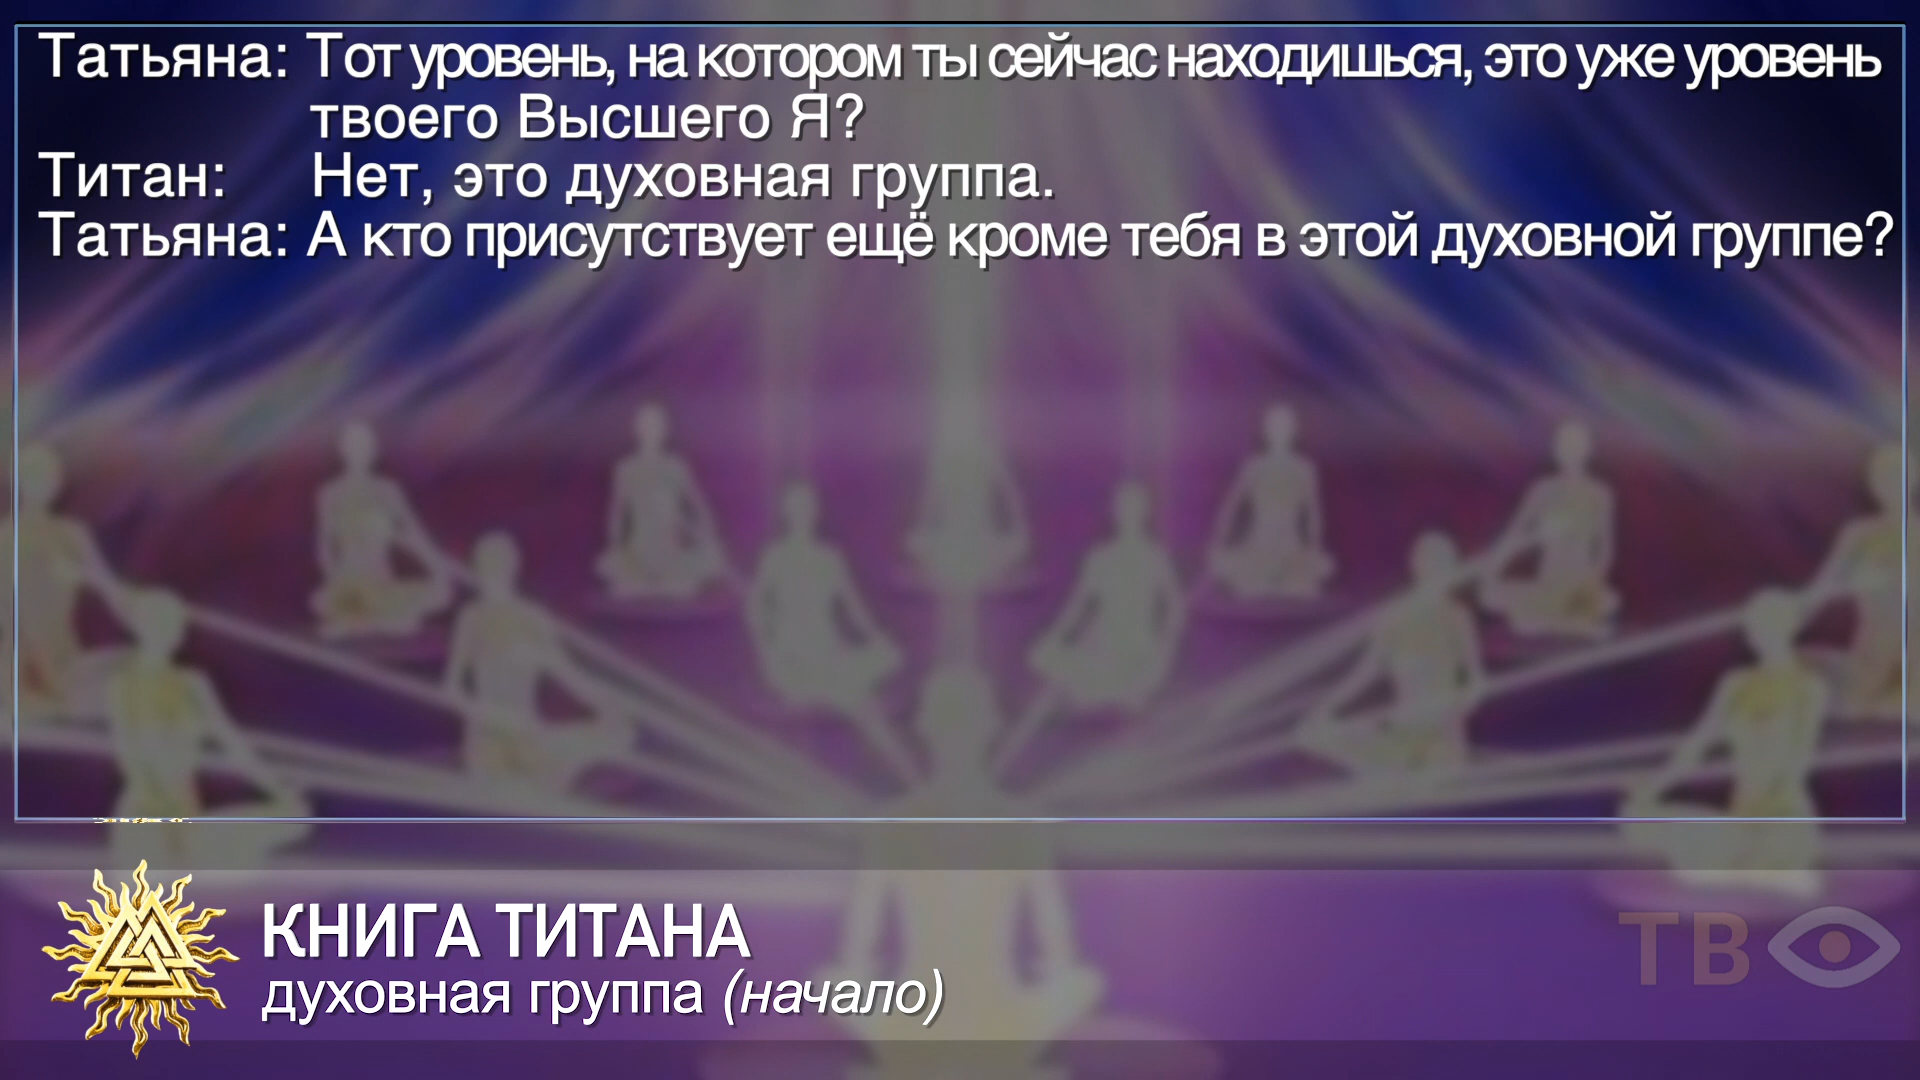 Татьяна: Тот уровень, на котором ты сейчас находишься, это уже уровень
твоего Высшего Я?
Титан: Нет, это духовная группа.
Татьяна: А кто присутствует ещё кроме тебя в этой духовной группе?
КНИГА ТИТАНА
духовная группа (начало)
ТВ